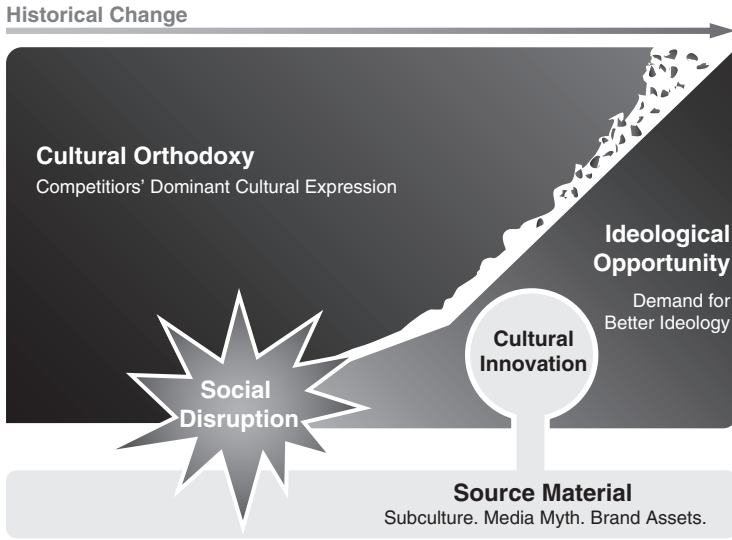 Historical Change
Cultural Orthodoxy
Competitiors' Dominant Cultural Expression
Ideological
Opportunity
Demand for
Better Ideology
Cultural
Innovation
Social
Disruption
Source Material
Subculture. Media Myth. Brand Assets.